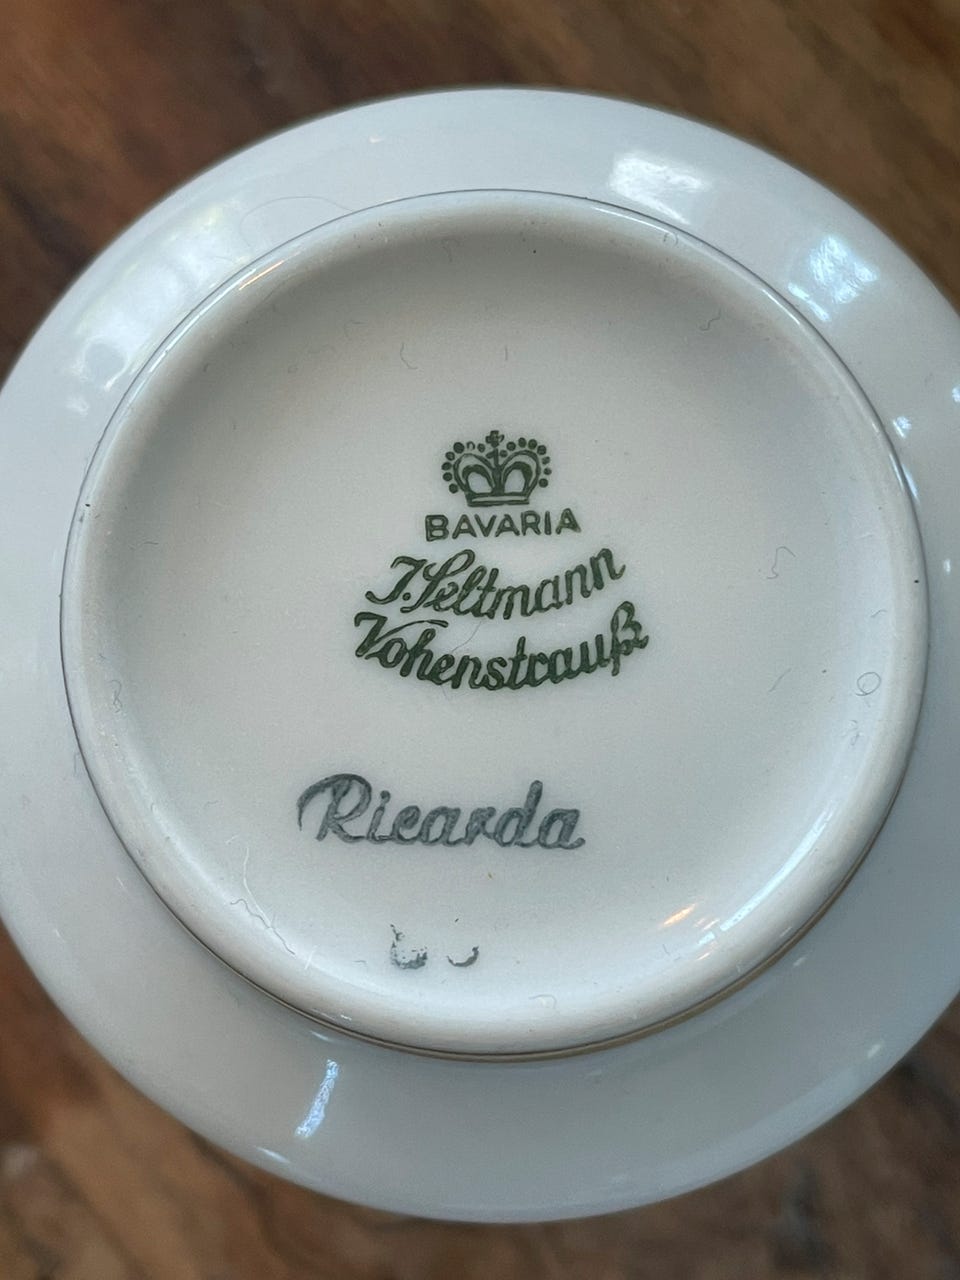 BAVARIA
J. Seltmann
Vohenstrauß
Ricarda